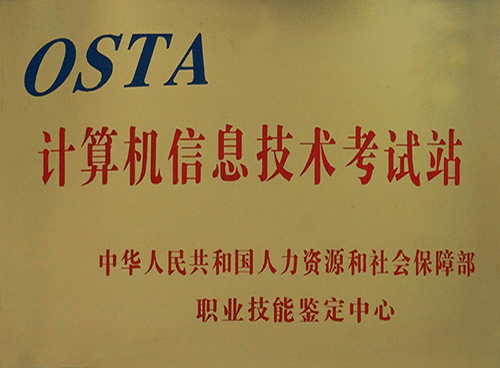 OSTA
计算机信息技术考试站
中华人民共和国人力资源和社会保障部
职业技能鉴定中心